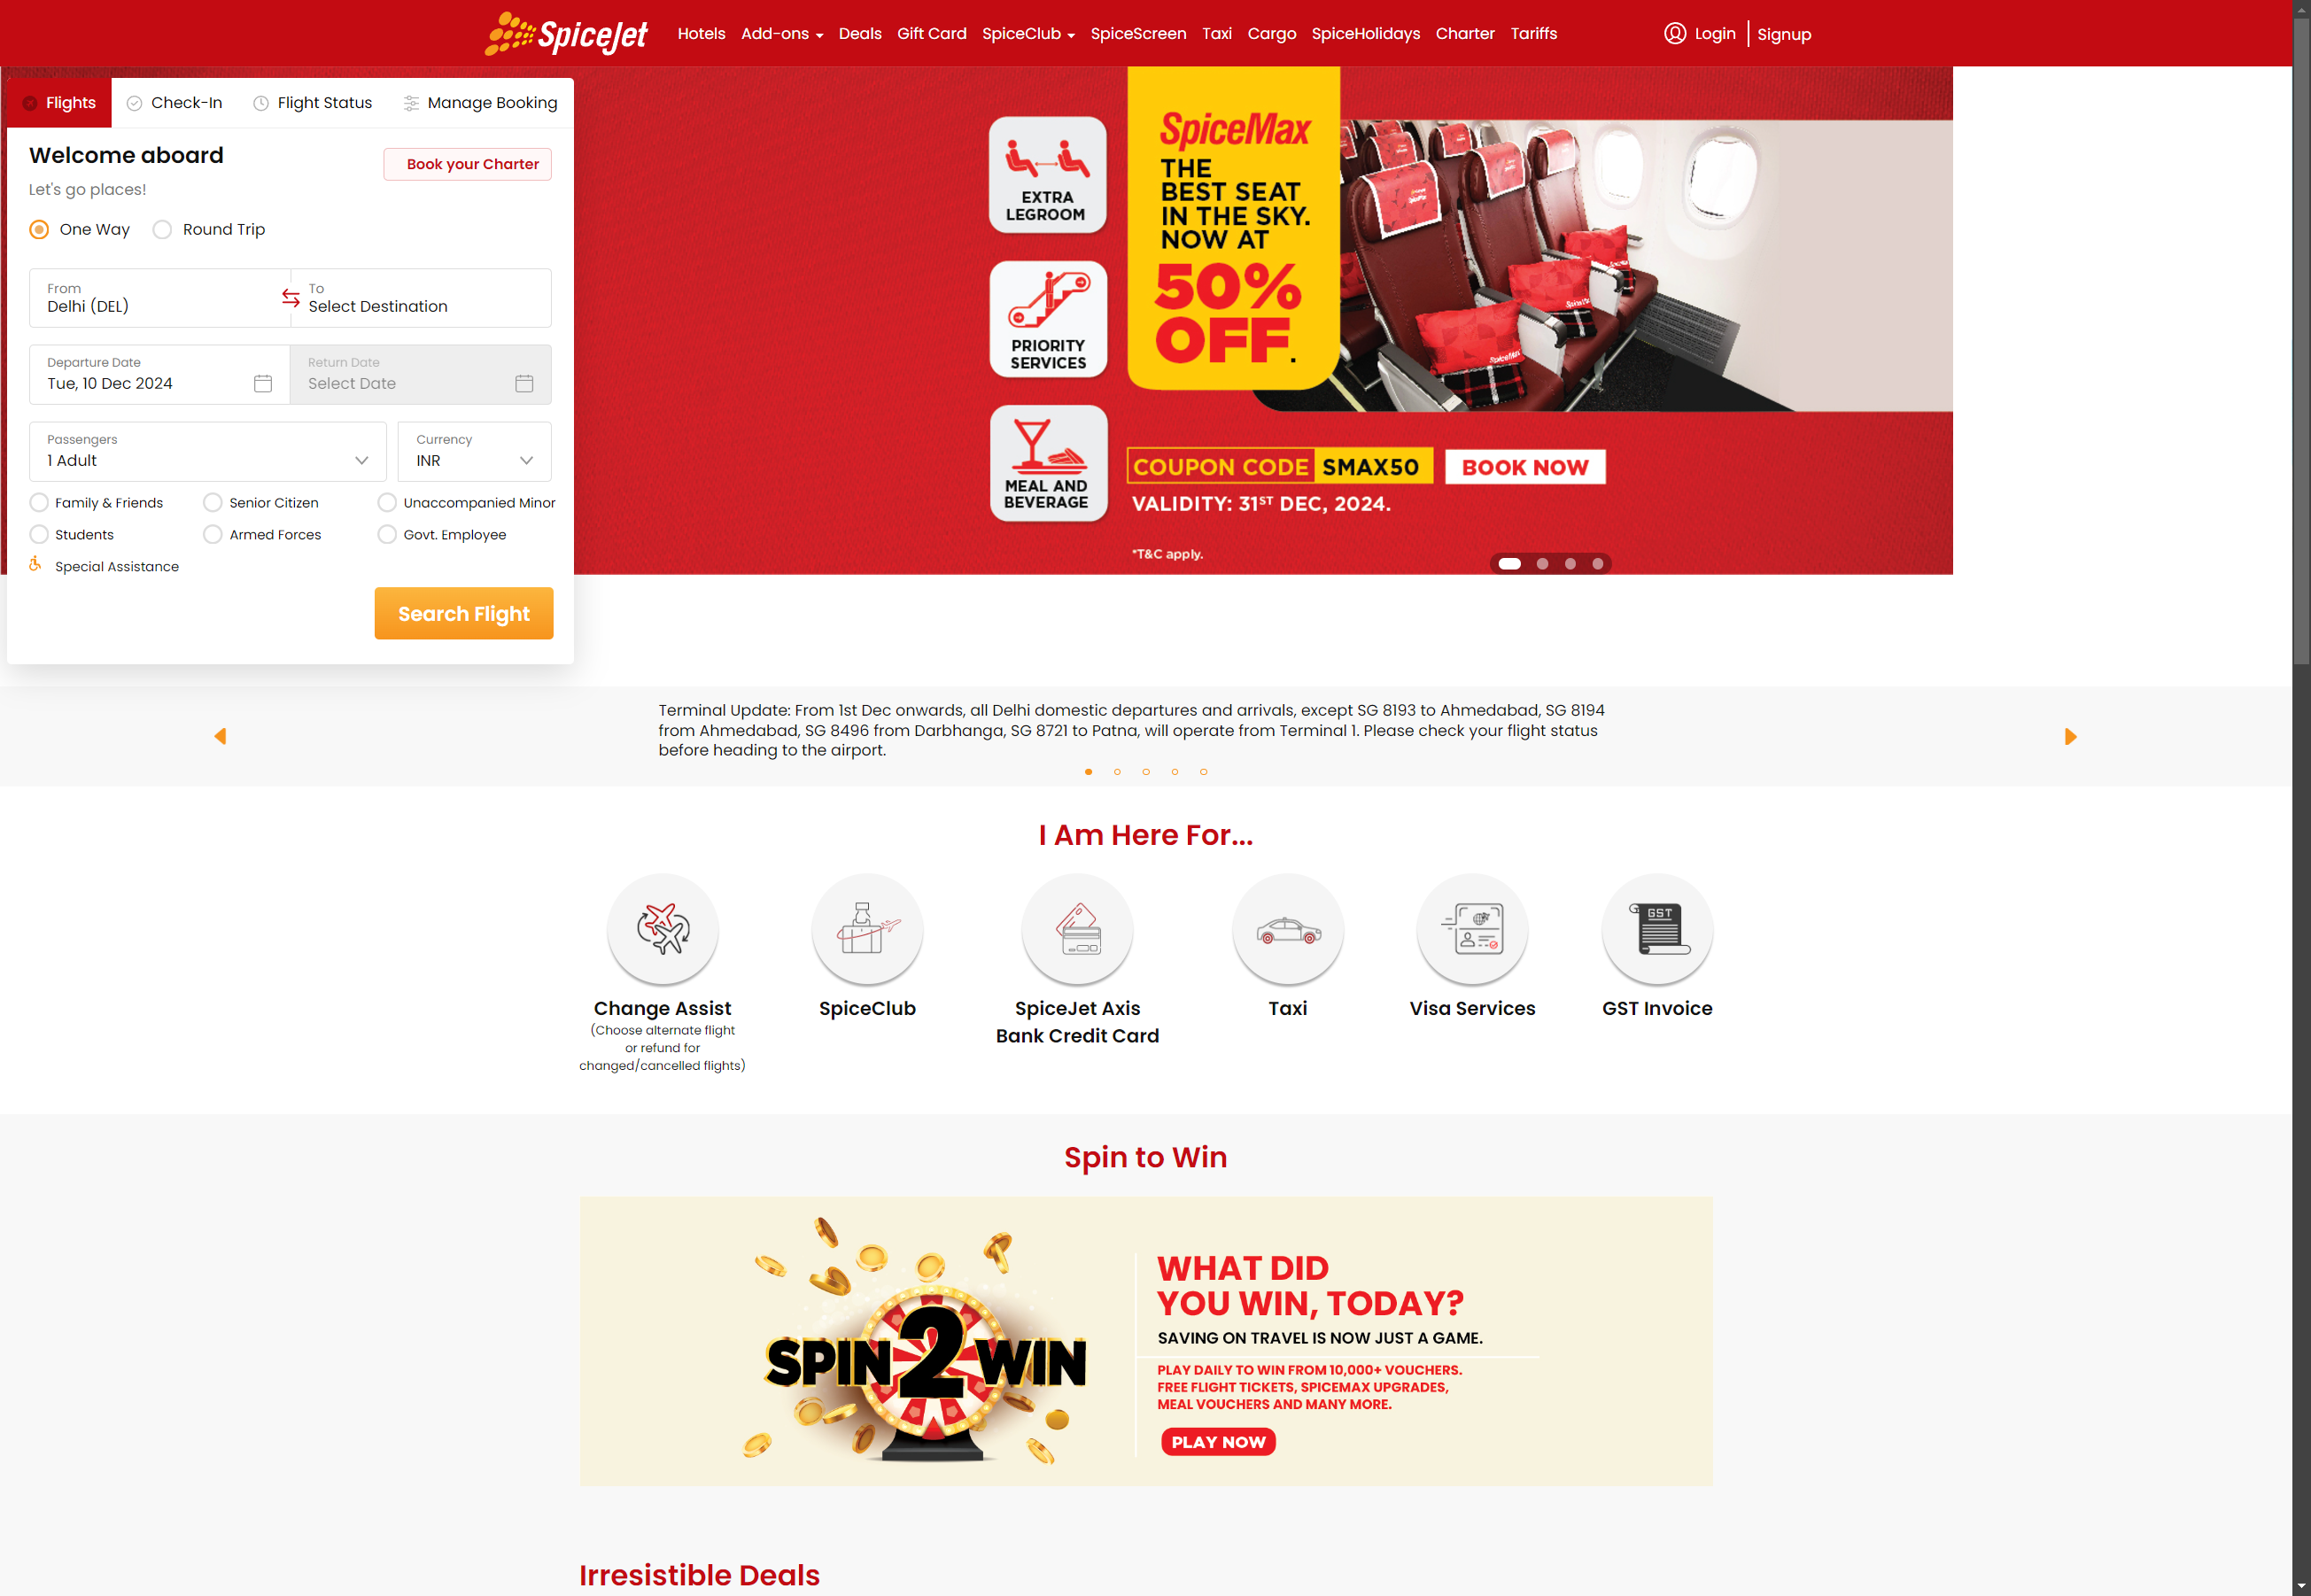 SpiceJet
Hotels Add-ons Deals Gift Card SpiceClub SpiceScreen Taxi Cargo SpiceHolidays Charter Tariffs
Login Signup
Flights Check-In Flight Status Manage Booking
Welcome aboard
Book your Charter
Let's go places!
One Way Round Trip
From
Delhi (DEL)
To
Select Destination
Departure Date
Tue, 10 Dec 2024
Return Date
Select Date
Passengers
1 Adult
Currency
INR
Family & Friends Senior Citizen Unaccompanied Minor
Students Armed Forces Govt. Employee
Special Assistance
Search Flight
EXTRA
LEGROOM
PRIORITY
SERVICES
MEAL AND
BEVERAGE
SpiceMax
THE
BEST SEAT
IN THE SKY.
NOW AT
50%
OFF.
SpiceMax
SpiceMax
COUPON CODE SMAX50 BOOK NOW
VALIDITY: 31ST DEC, 2024.
*T&C apply.
Terminal Update: From 1st Dec onwards, all Delhi domestic departures and arrivals, except SG 8193 to Ahmedabad, SG 8194
from Ahmedabad, SG 8496 from Darbhanga, SG 8721 to Patna, will operate from Terminal 1. Please check your flight status
before heading to the airport.
I Am Here For...
GST
Change Assist
(Choose alternate flight
or refund for
changed/cancelled flights)
SpiceClub
SpiceJet Axis
Bank Credit Card
Taxi
Visa Services
GST Invoice
Spin to Win
SPIN 2 WIN
WHAT DID
YOU WIN, TODAY?
SAVING ON TRAVEL IS NOW JUST A GAME.
PLAY DAILY TO WIN FROM 10,000+ VOUCHERS.
FREE FLIGHT TICKETS, SPICEMAX UPGRADES,
MEAL VOUCHERS AND MANY MORE.
PLAY NOW
Irresistible Deals